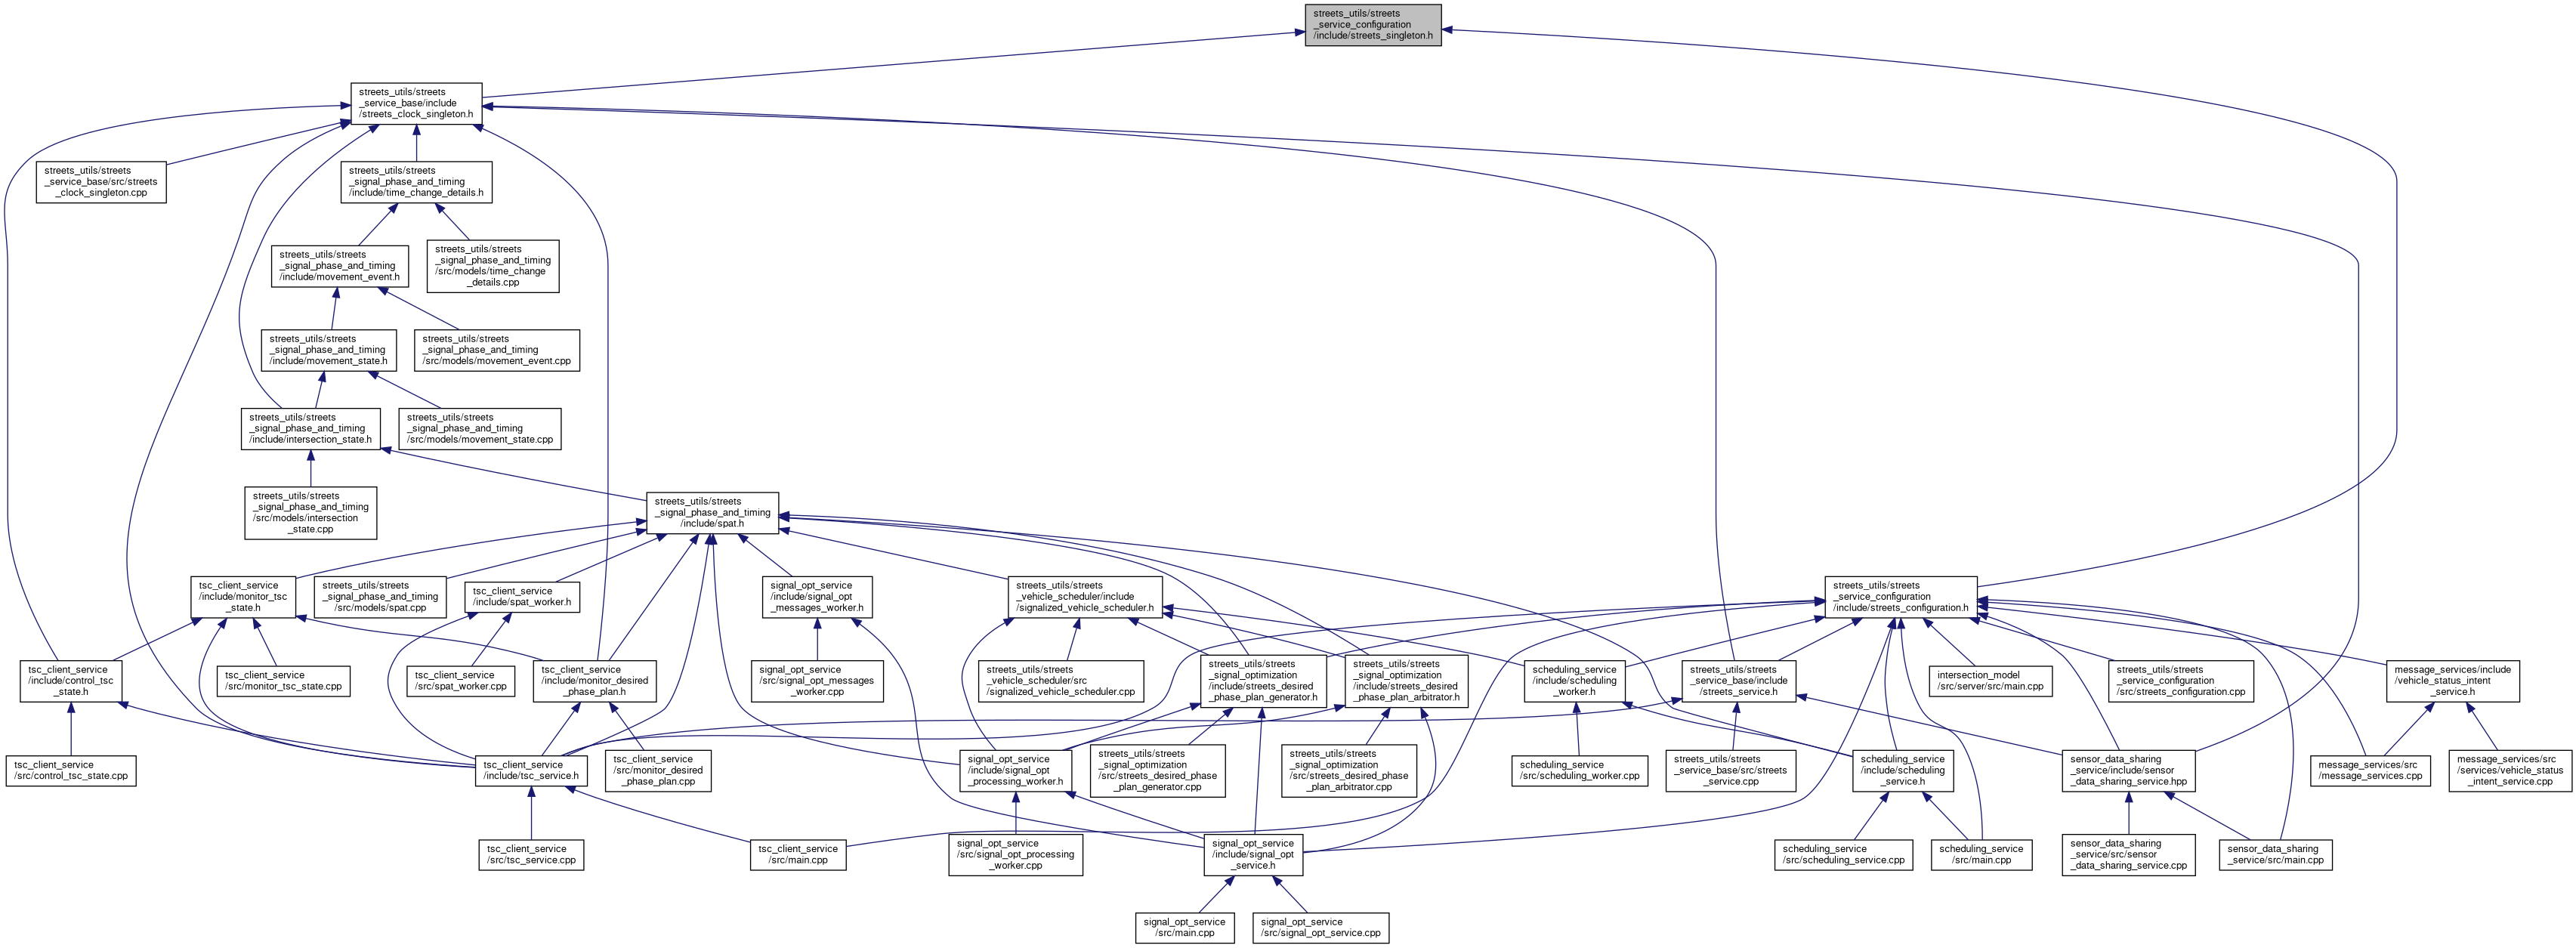 streets_utils/streets
_service_configuration
/include/streets_singleton.h
streets_utils/streets
_service_base/include
/streets_clock_singleton.h
streets_utils/streets
_service_base/src/streets
_clock_singleton.cpp
streets_utils/streets
_signal_phase_and_timing
/include/time_change_details.h
streets_utils/streets
_signal_phase_and_timing
/include/movement_event.h
streets_utils/streets
_signal_phase_and_timing
/src/models/time_change
_details.cpp
streets_utils/streets
_signal_phase_and_timing
/include/movement_state.h
streets_utils/streets
_signal_phase_and_timing
/src/models/movement_event.cpp
streets_utils/streets
_signal_phase_and_timing
/include/intersection_state.h
streets_utils/streets
_signal_phase_and_timing
/src/models/movement_state.cpp
streets_utils/streets
_signal_phase_and_timing
/src/models/intersection
_state.cpp
streets_utils/streets
_signal_phase_and_timing
/include/spat.h
tsc_client_service
/include/monitor_tsc
_state.h
streets_utils/streets
_signal_phase_and_timing
/src/models/spat.cpp
tsc_client_service
/include/spat_worker.h
signal_opt_service
/include/signal_opt
_messages_worker.h
streets_utils/streets
_vehicle_scheduler/include
/signalized_vehicle_scheduler.h
streets_utils/streets
_service_configuration
/include/streets_configuration.h
tsc_client_service
/include/control_tsc
_state.h
tsc_client_service
/src/monitor_tsc_state.cpp
tsc_client_service
/src/spat_worker.cpp
tsc_client_service
/include/monitor_desired
_phase_plan.h
signal_opt_service
/src/signal_opt_messages
_worker.cpp
streets_utils/streets
_vehicle_scheduler/src
/signalized_vehicle_scheduler.cpp
streets_utils/streets
_signal_optimization
/include/streets_desired
_phase_plan_generator.h
streets_utils/streets
_signal_optimization
/include/streets_desired
_phase_plan_arbitrator.h
scheduling_service
/include/scheduling
_worker.h
streets_utils/streets
_service_base/include
/streets_service.h
intersection_model
/src/server/src/main.cpp
streets_utils/streets
_service_configuration
/src/streets_configuration.cpp
message_services/include
/vehicle_status_intent
_service.h
tsc_client_service
/src/control_tsc_state.cpp
tsc_client_service
/include/tsc_service.h
tsc_client_service
/src/monitor_desired
_phase_plan.cpp
signal_opt_service
/include/signal_opt
_processing_worker.h
streets_utils/streets
_signal_optimization
/src/streets_desired_phase
_plan_generator.cpp
streets_utils/streets
_signal_optimization
/src/streets_desired_phase
_plan_arbitrator.cpp
scheduling_service
/src/scheduling_worker.cpp
streets_utils/streets
_service_base/src/streets
_service.cpp
scheduling_service
/include/scheduling
_service.h
sensor_data_sharing
_service/include/sensor
_data_sharing_service.hpp
message_services/src
/message_services.cpp
message_services/src
/services/vehicle_status
_intent_service.cpp
tsc_client_service
/src/tsc_service.cpp
tsc_client_service
/src/main.cpp
signal_opt_service
/src/signal_opt_processing
_worker.cpp
signal_opt_service
/include/signal_opt
_service.h
scheduling_service
/src/scheduling_service.cpp
scheduling_service
/src/main.cpp
sensor_data_sharing
_service/src/sensor
_data_sharing_service.cpp
sensor_data_sharing
_service/src/main.cpp
signal_opt_service
/src/main.cpp
signal_opt_service
/src/signal_opt_service.cpp